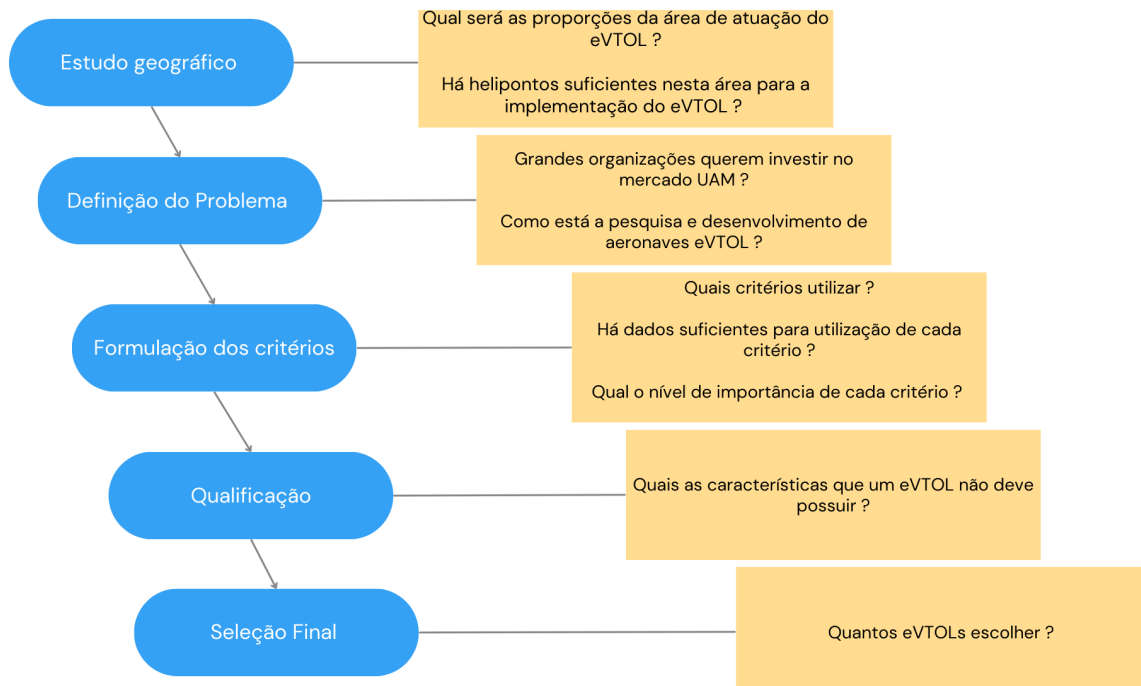 Estudo geográfico
Qual será as proporções da área de atuação do
eVTOL ?
Há helipontos suficientes nesta área para a
implementação do eVTOL ?
Definição do Problema
Grandes organizações querem investir no
mercado UAM ?
Como está a pesquisa e desenvolvimento de
aeronaves eVTOL ?
Formulação dos critérios
Quais critérios utilizar ?
Há dados suficientes para utilização de cada
critério ?
Qual o nível de importância de cada critério ?
Qualificação
Quais as características que um eVTOL não deve
possuir ?
Seleção Final
Quantos eVTOLs escolher ?